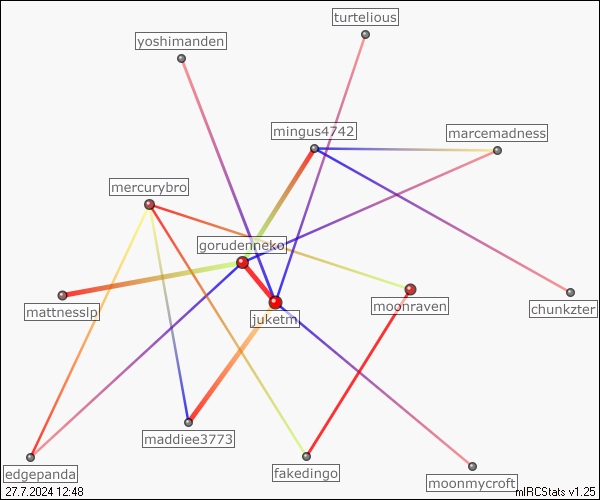 turtelious
yoshimanden
mingus4742
marcemadness
mercurybro
gorudenneko
mattnesslp
juketm
moonraven
chunkzter
maddiee3773
edgepanda
fakedingo
moonmycroft
27.7.2024 12:48
mIRCStats v1.25